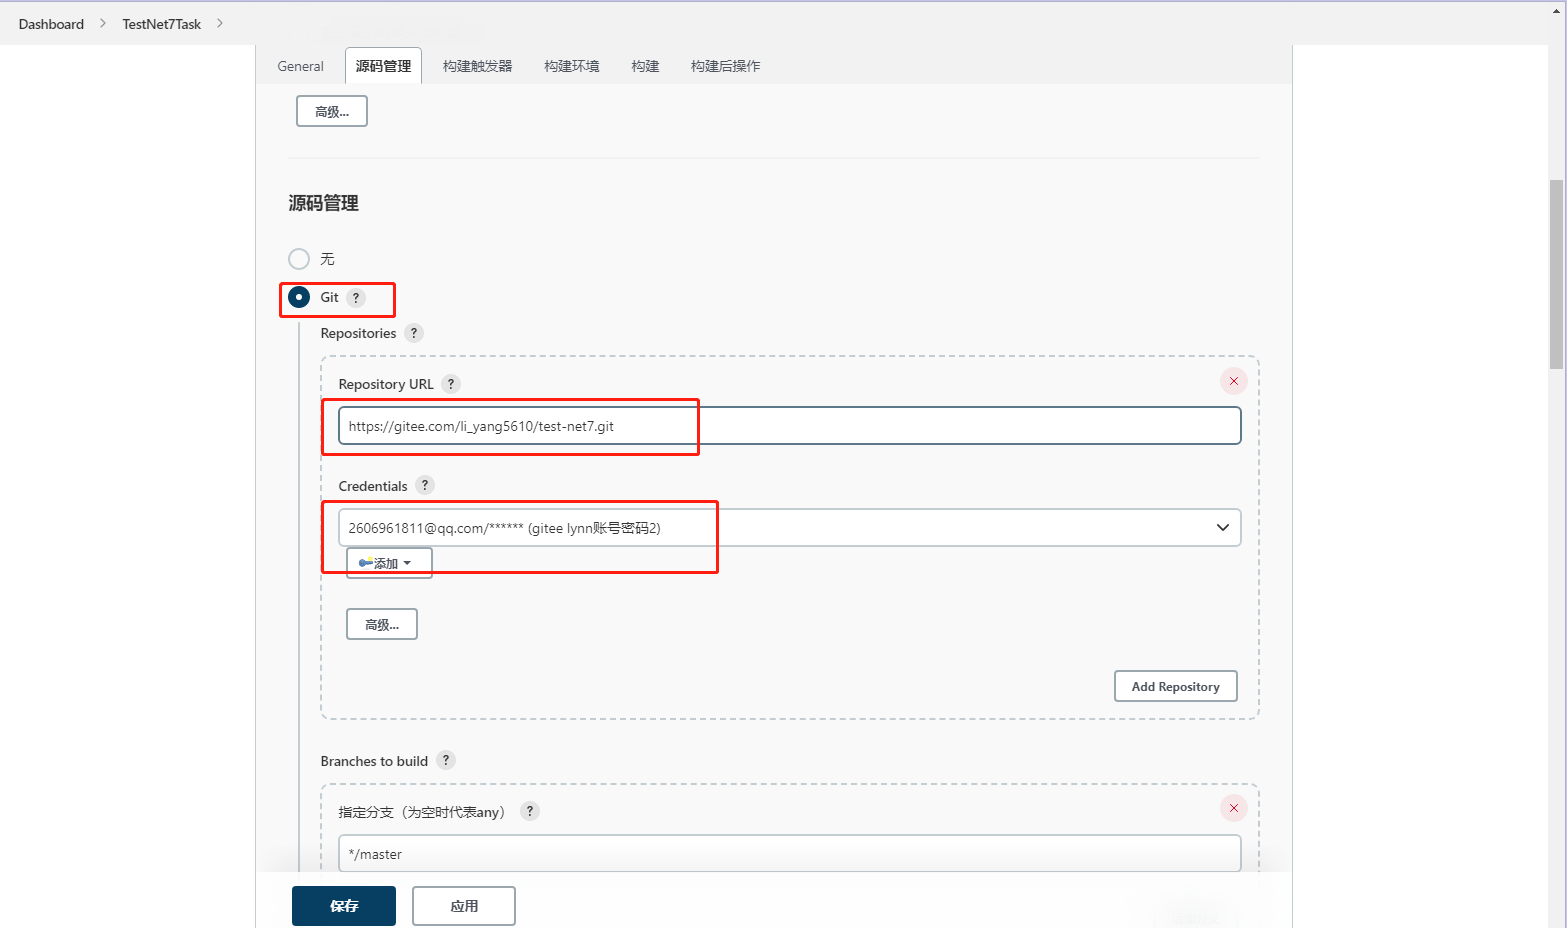 Dashboard > TestNet7Task >
General 源码管理 构建触发器 构建环境 构建 构建后操作
高级...
源码管理
无
Git ?
Repositories ?
Repository URL ?
https://gitee.com/li_yang5610/test-net7.git
Credentials ?
2606961811@qq.com/****** (gitee lynn账号密码2)
添加
高级...
Add Repository
Branches to build ?
指定分支（为空时代表any） ?
*/master
保存 应用